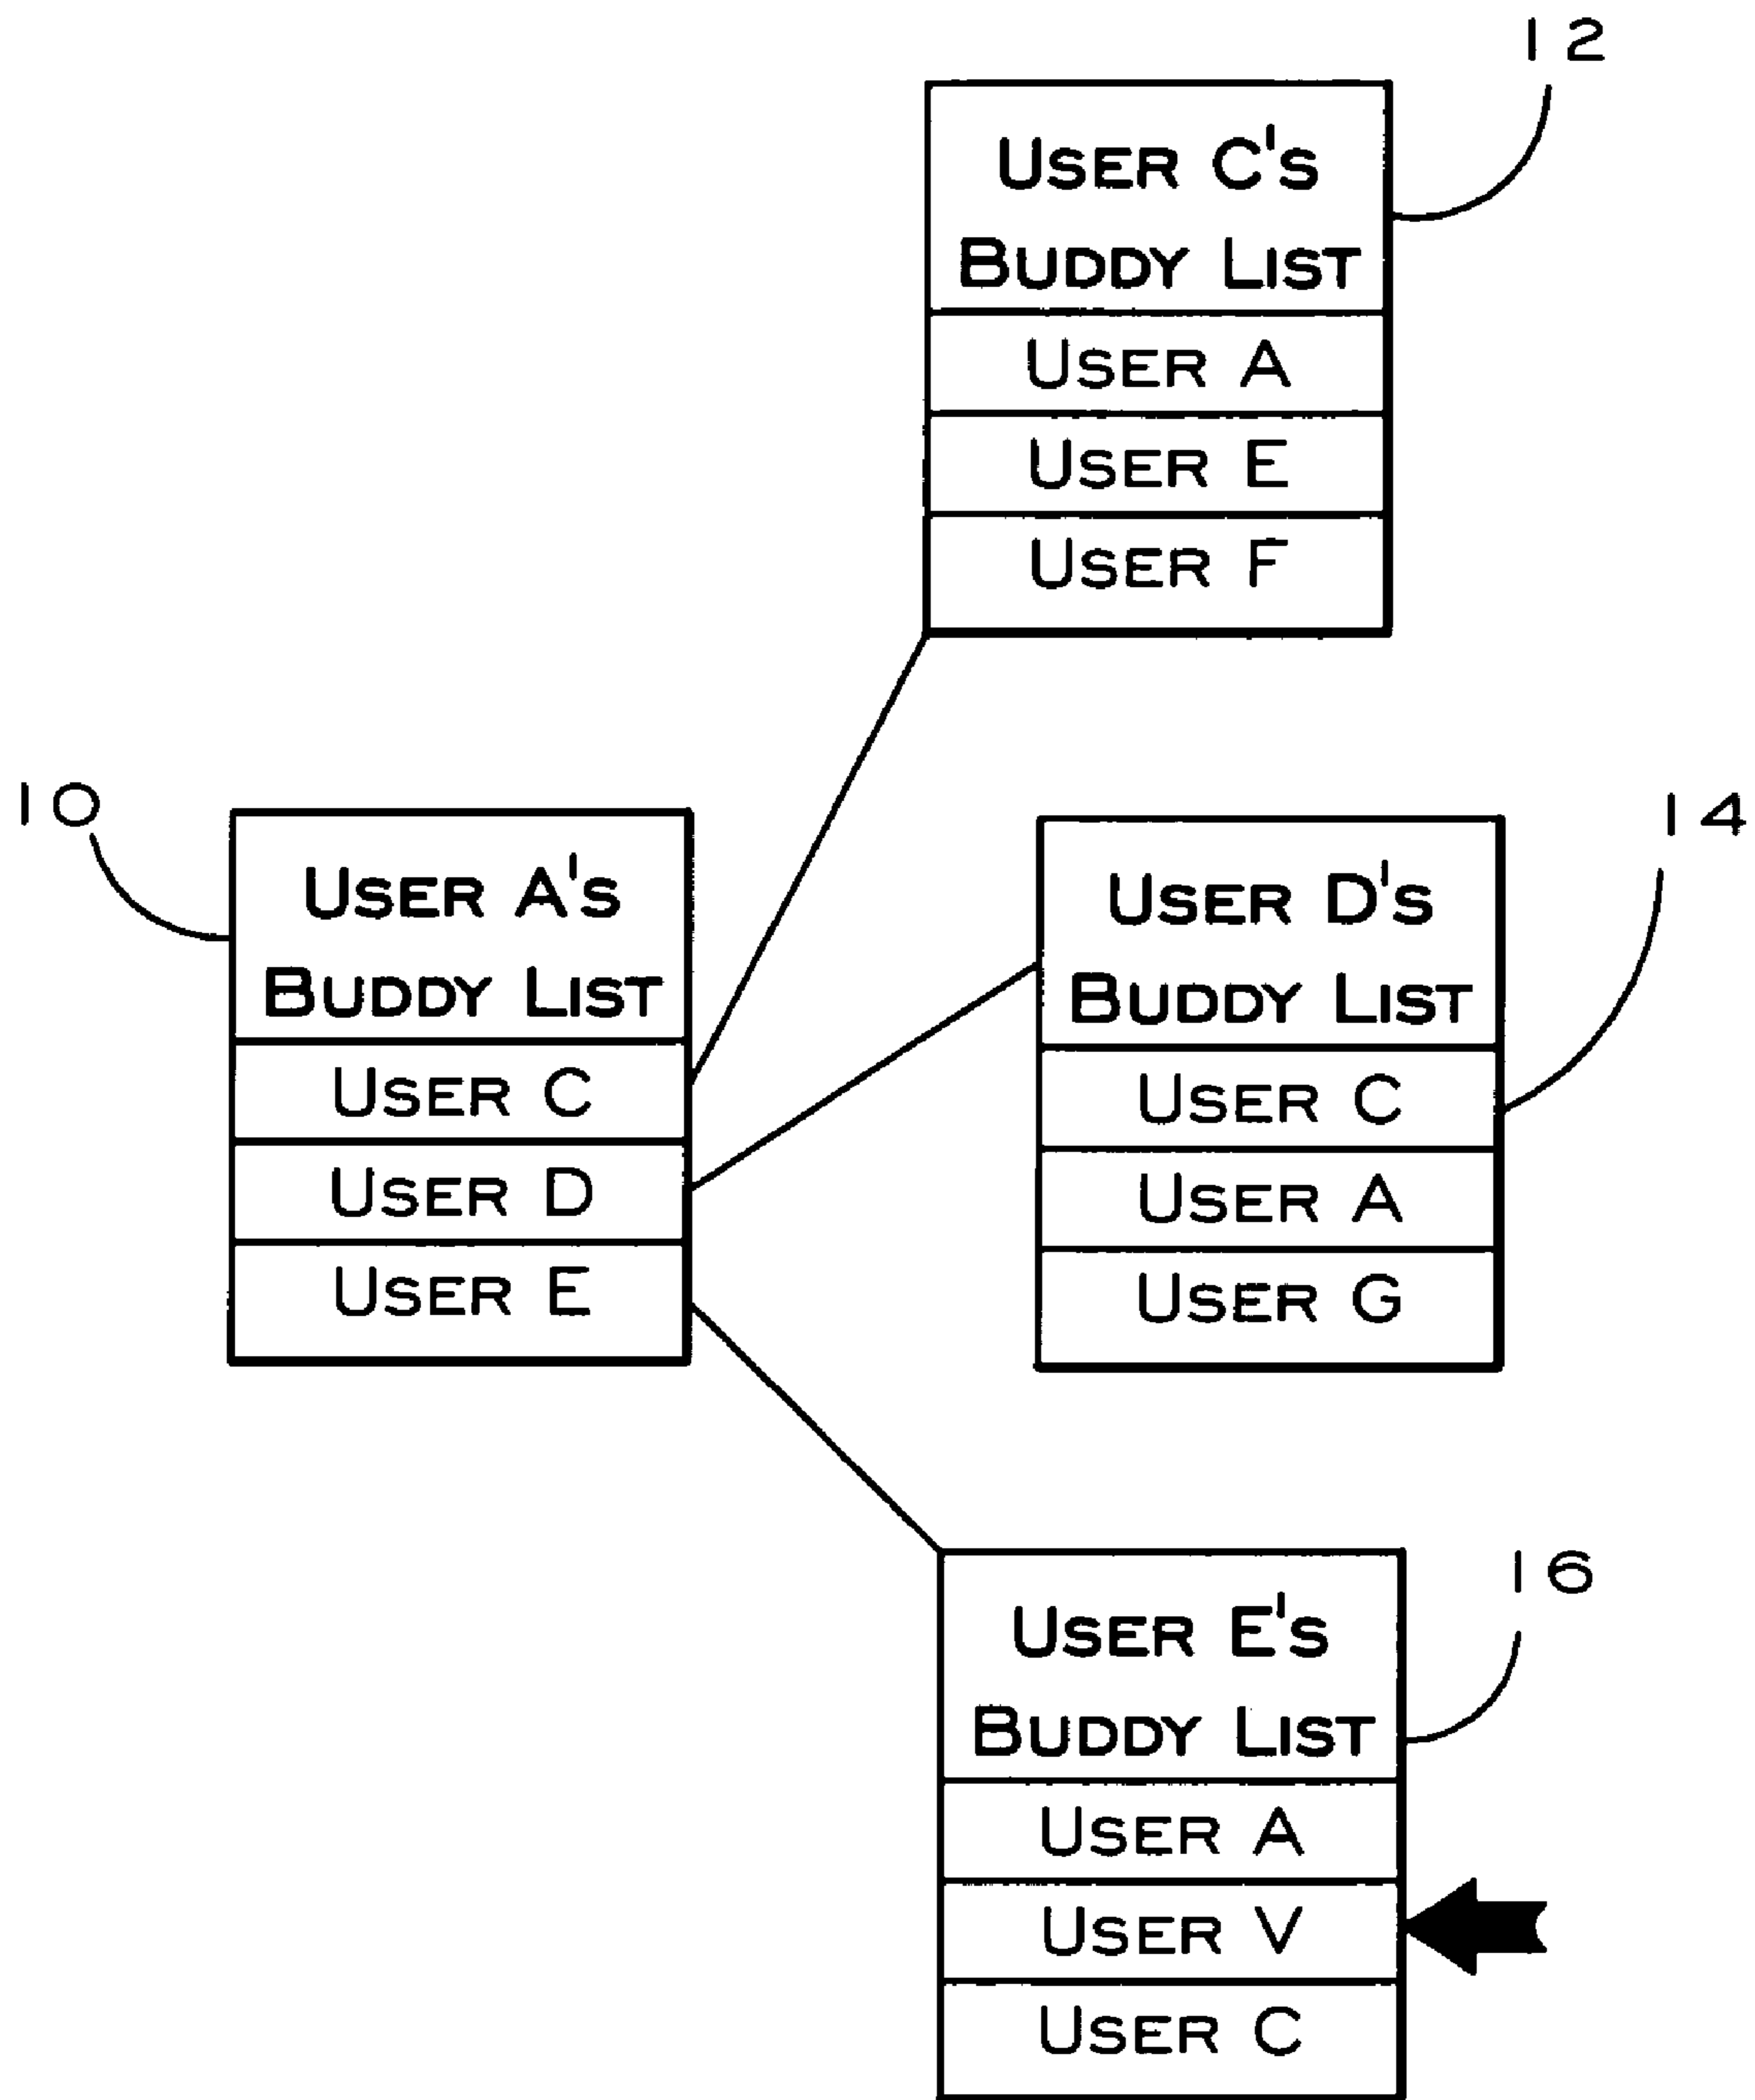 12
USER C'S
BUDDY LIST
USER A
USER E
USER F
10
USER A'S
BUDDY LIST
USER C
USER D
USER E
14
USER D'S
BUDDY LIST
USER C
USER A
USER G
16
USER E'S
BUDDY LIST
USER A
USER V
USER C